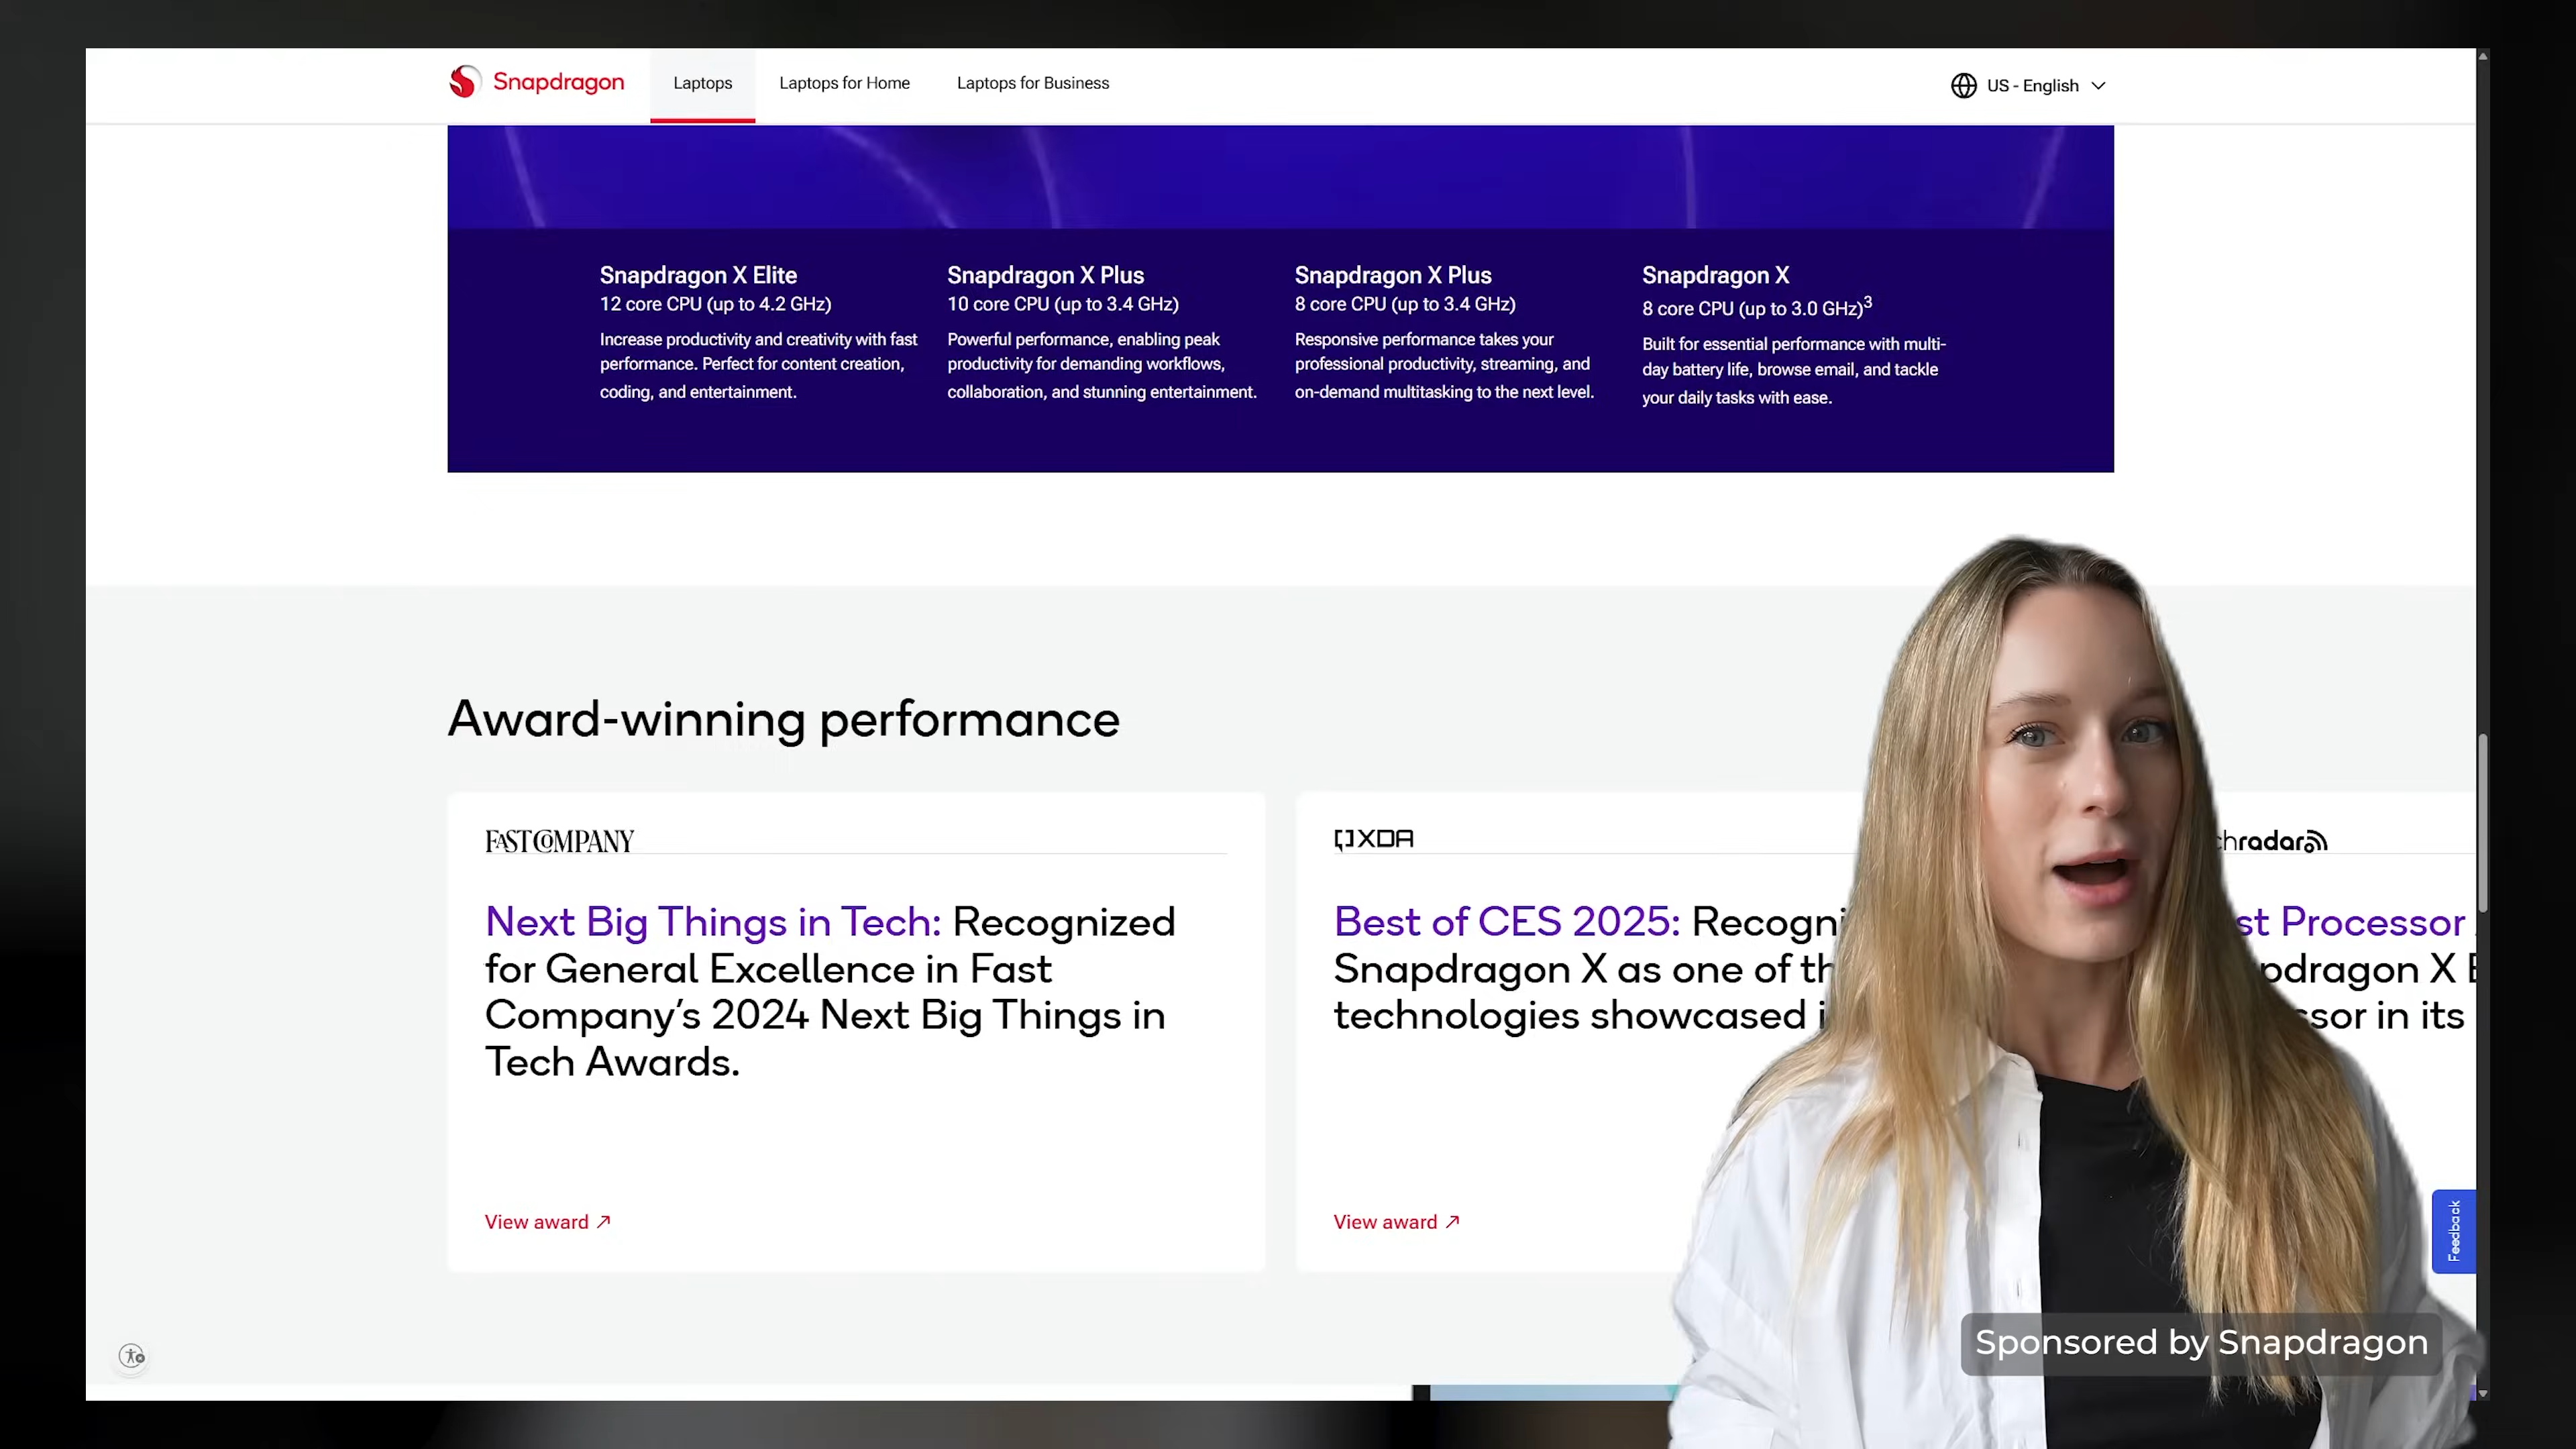 Snapdragon
Laptops
Laptops for Home
Laptops for Business
US - English
Snapdragon X Elite
12 core CPU (up to 4.2 GHz)
Increase productivity and creativity with fast
performance. Perfect for content creation,
coding, and entertainment.
Snapdragon X Plus
10 core CPU (up to 3.4 GHz)
Powerful performance, enabling peak
productivity for demanding workflows,
collaboration, and stunning entertainment.
Snapdragon X Plus
8 core CPU (up to 3.4 GHz)
Responsive performance takes your
professional productivity, streaming, and
on-demand multitasking to the next level.
Snapdragon X
8 core CPU (up to 3.0 GHz)3
Built for essential performance with multi-
day battery life, browse email, and tackle
your daily tasks with ease.
Award-winning performance
FAST COMPANY
Next Big Things in Tech: Recognized
for General Excellence in Fast
Company's 2024 Next Big Things in
Tech Awards.
View award
XDA
Best of CES 2025:
Snapdragon X as one of
technologies showcased
View award
radar
Processor
X
in its
Feedback
Sponsored by Snapdragon